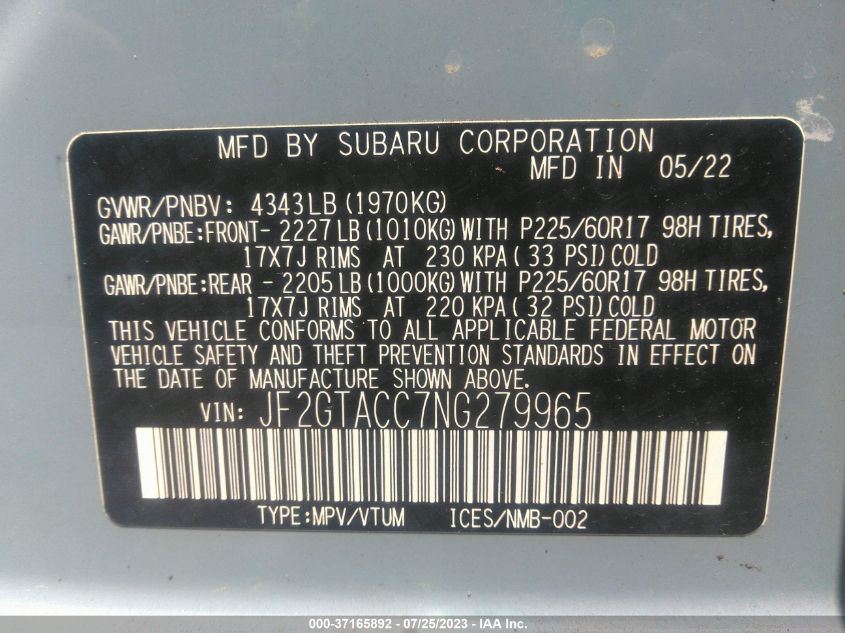 MFD BY SUBARU CORPORATION
MFD IN 05/22
GVWR/PNBV: 4343LB (1970KG)
GAWR/PNBE:FRONT- 2227LB (1010KG)WITH P225/60R17 98H TIRES,
17X7J RIMS AT 230 KPA(33 PSI)COLD
GAWR/PNBE:REAR - 2205LB (1000KG)WITH P225/60R17 98H TIRES,
17X7J RIMS AT 220 KPA(32 PSI)COLD
THIS VEHICLE CONFORMS TO ALL APPLICABLE FEDERAL MOTOR
VEHICLE SAFETY AND THEFT PREVENTION STANDARDS IN EFFECT ON
THE DATE OF MANUFACTURE SHOWN ABOVE.
VIN: JF2GTACC7NG279965
TYPE:MPV/VTUM ICES/NMB-002
000-37165892 - 07/25/2023 - IAA Inc.